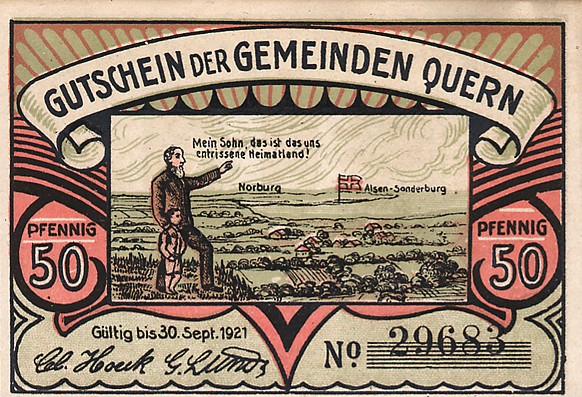 GUTSCHEIN DER GEMEINDEN QUERN
Mein Sohn, das ist das uns
entrissene Heimatland!
Norburg
Alsen-Sonderburg
PFENNIG
50
PFENNIG
50
Gültig bis 30. Sept. 1921
No. 29683